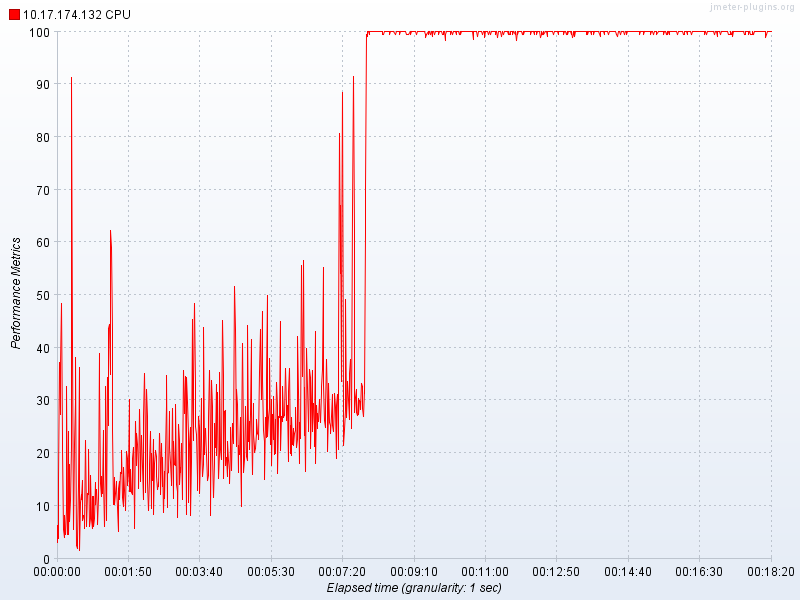 10.17.174.132 CPU
jmeter-plugins.org
100
90
80
70
60
50
40
30
20
10
0
Performance Metrics
00:00:00 00:01:50 00:03:40 00:05:30 00:07:20 00:09:10 00:11:00 00:12:50 00:14:40 00:16:30 00:18:20
Elapsed time (granularity: 1 sec)